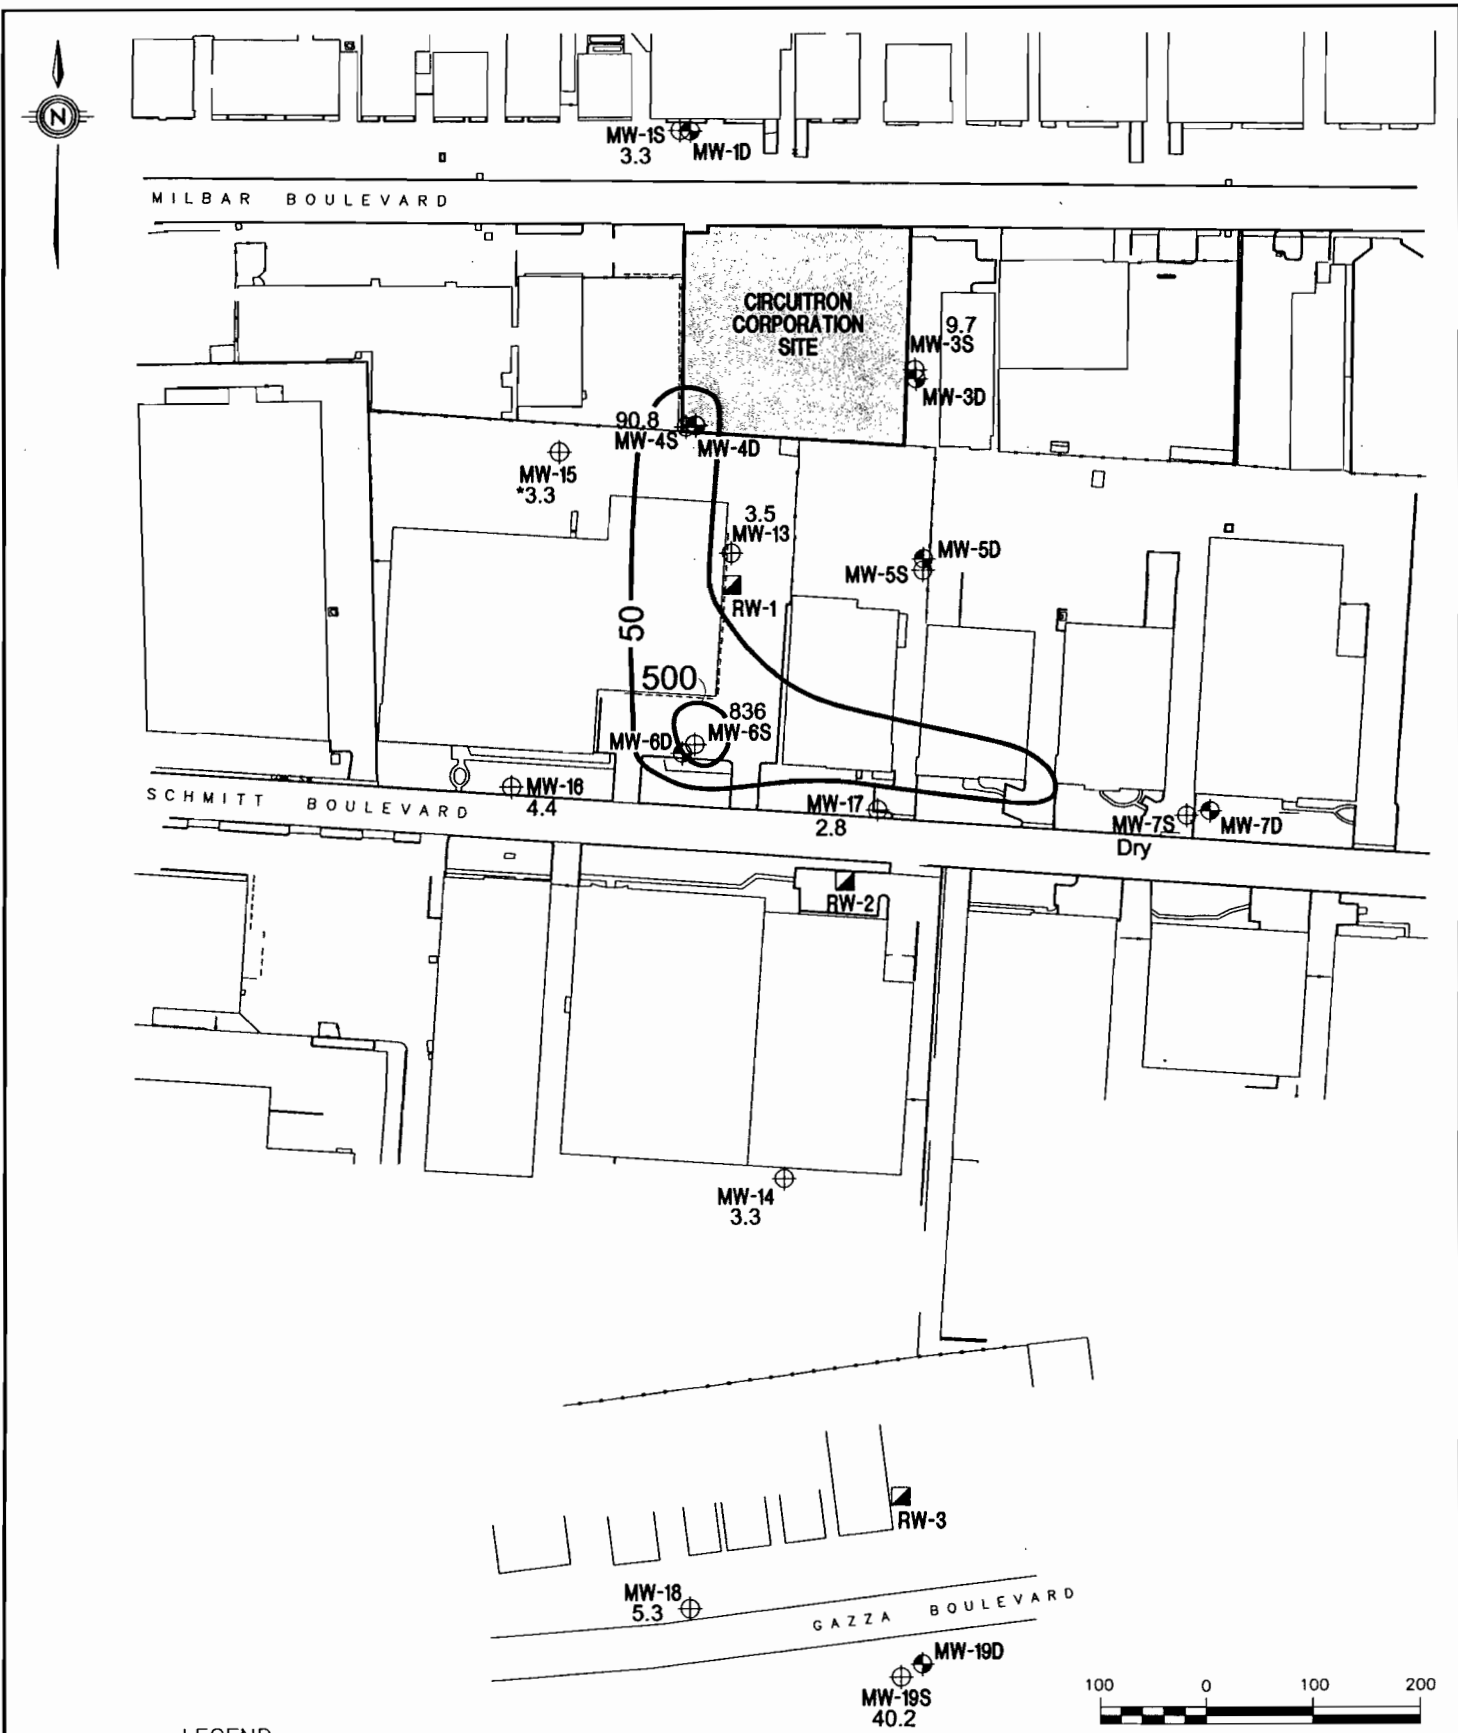 N
MW-1S
3.3
MW-1D
MILBAR BOULEVARD
CIRCUITRON
CORPORATION
SITE
9.7
MW-3S
MW-3D
90.8
MW-4S
MW-4D
MW-15
*3.3
3.5
MW-13
MW-5D
MW-5S
RW-1
50
500
836
MW-6S
MW-6D
MW-16
4.4
SCHMITT BOULEVARD
MW-17
2.8
MW-7S
MW-7D
Dry
RW-2
MW-14
3.3
RW-3
MW-18
5.3
GAZZA BOULEVARD
MW-19D
MW-19S
40.2
100 0 100 200
LEGEND